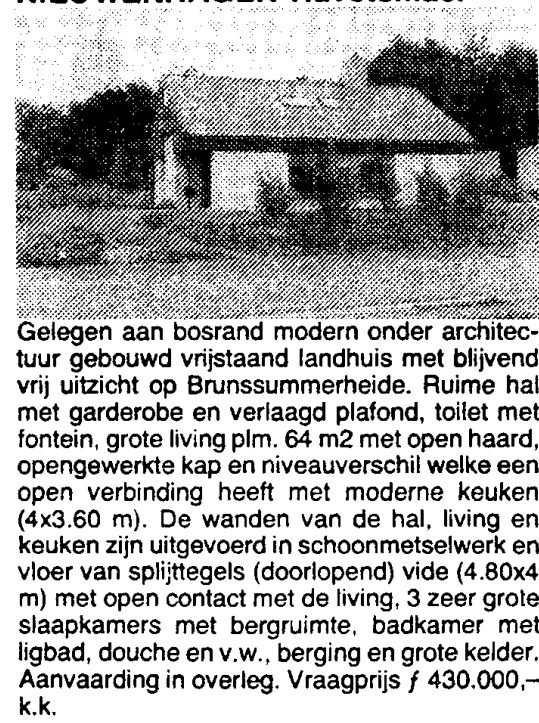 Gelegen aan bosrand modern onder architec-
tuur gebouwd vrijstaand landhuis met blijvend
vrij uitzicht op Brunssummerheide. Ruime hal
met garderobe en verlaagd plafond, toilet met
fontein, grote living plm. 64 m2 met open haard,
opengewerkte kap en niveauverschil welke een
open verbinding heeft met moderne keuken
(4x3.60 m). De wanden van de hal, living en
keuken zijn uitgevoerd in schoonmetselwerk en
vloer van splijttegels (doorlopend) vide (4.80x4
m) met open contact met de living, 3 zeer grote
slaapkamers met bergruimte, badkamer met
ligbad, douche en v.w., berging en grote kelder.
Aanvaarding in overleg. Vraagprijs ƒ 430.000,–
k.k.